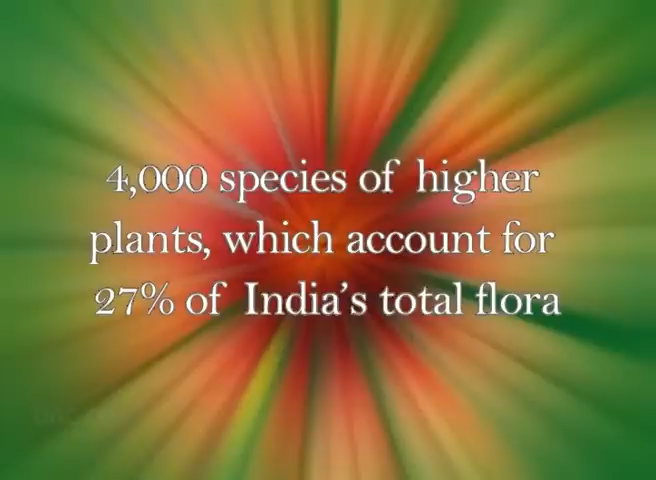 4,000 species of higher
plants, which account for
27% of India's total flora